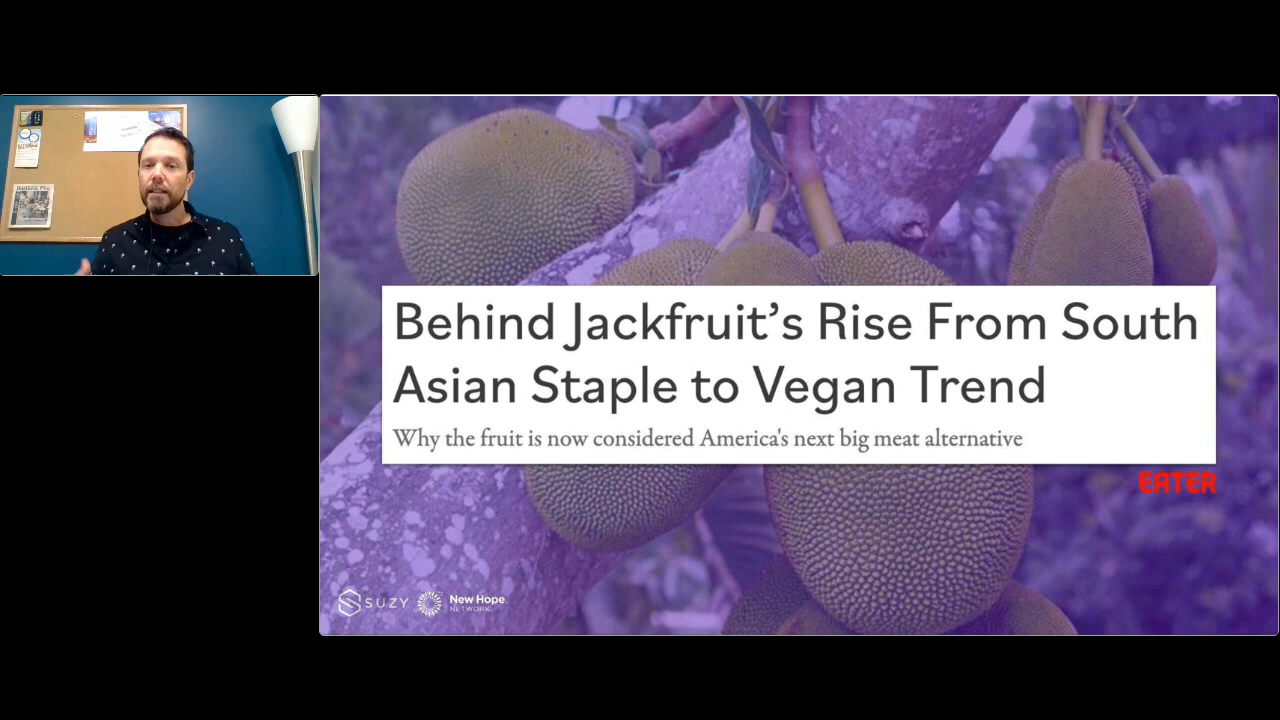 Behind Jackfruit’s Rise From South
Asian Staple to Vegan Trend
Why the fruit is now considered America's next big meat alternative
EATER
SUZY
New Hope
NETWORK